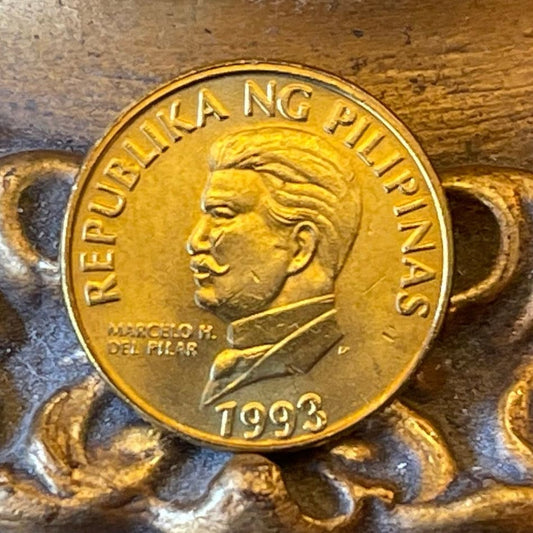 REPUBLIKA NG PILIPINAS
MARCELO H.
DEL PILAR
1993